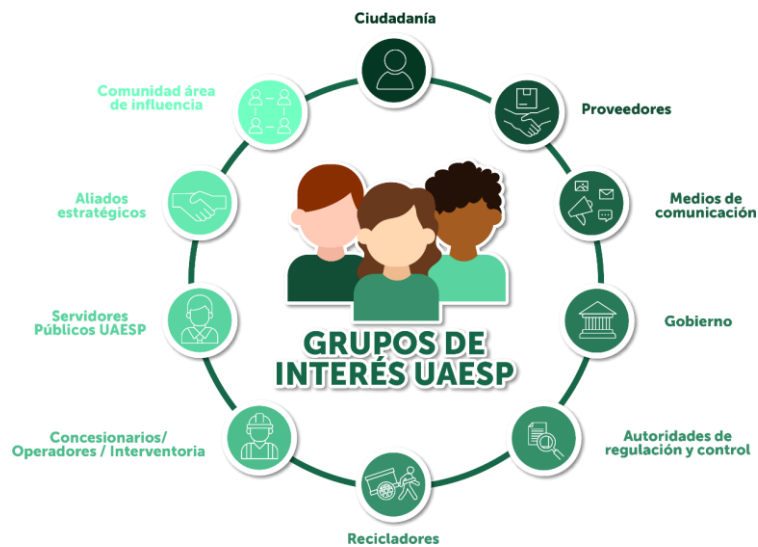 Ciudadanía
Proveedores
Medios de
comunicación
Gobierno
Autoridades de
regulación y control
Recicladores
Concesionarios/
Operadores / Interventoria
Servidores
Públicos UAESP
Aliados
estratégicos
Comunidad área
de influencia
GRUPOS DE
INTERÉS UAESP